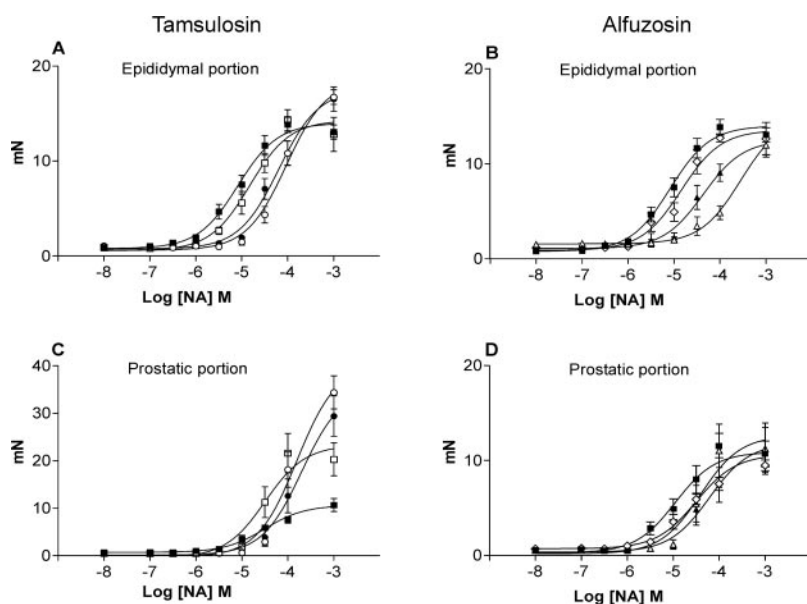 Tamsulosin
Alfuzosin
A
Epididymal portion
mN
20
10
0
-8 -7 -6 -5 -4 -3
Log [NA] M
B
Epididymal portion
mN
20
10
0
-8 -7 -6 -5 -4 -3
Log [NA] M
C
Prostatic portion
mN
40
30
20
10
0
-8 -7 -6 -5 -4 -3
Log [NA] M
D
Prostatic portion
mN
20
10
0
-8 -7 -6 -5 -4 -3
Log [NA] M